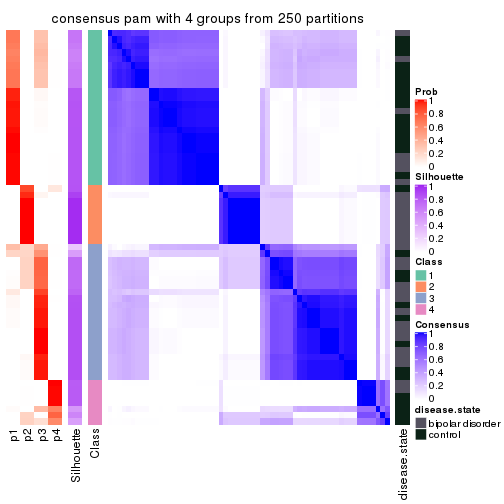 consensus pam with 4 groups from 250 partitions
Prob
1
0.8
0.6
0.4
0.2
0
Silhouette
1
0.8
0.6
0.4
0.2
0
Class
1
2
3
4
Consensus
1
0.8
0.6
0.4
0.2
0
disease.state
bipolar disorder
control
p1
p2
p3
p4
Silhouette
Class
disease.state